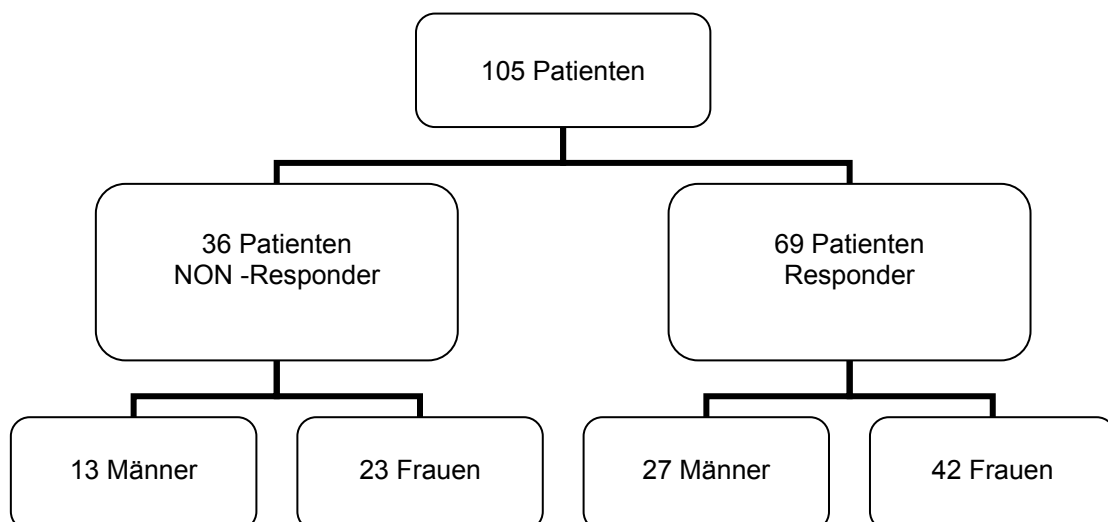 105 Patienten
36 Patienten
NON -Responder
69 Patienten
Responder
13 Männer
23 Frauen
27 Männer
42 Frauen